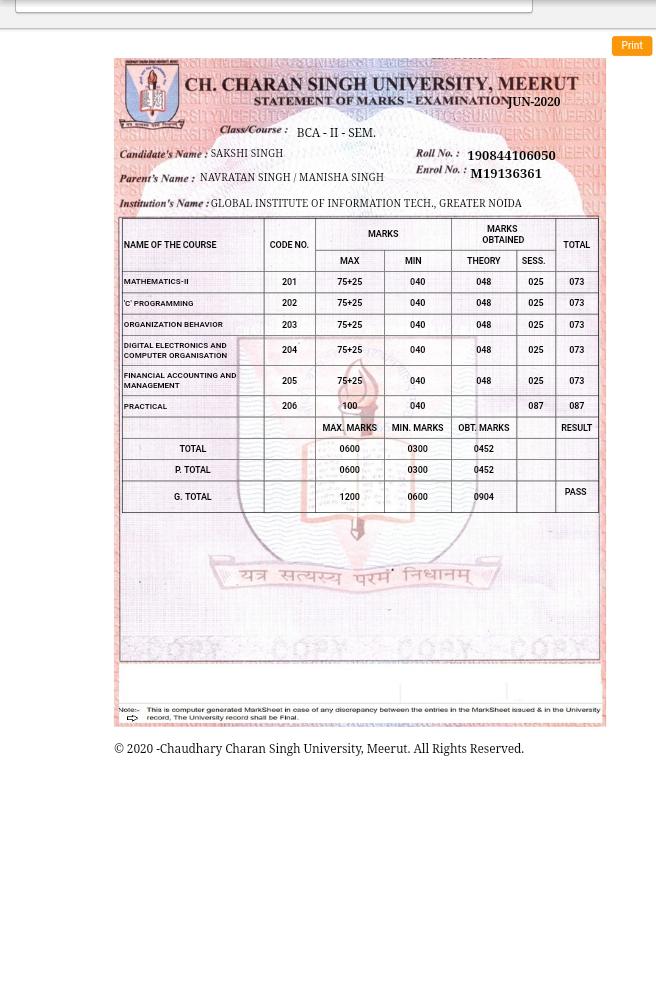 Print
CH. CHARAN SINGH UNIVERSITY, MEERUT
STATEMENT OF MARKS - EXAMINATION JUN-2020
Class/Course : BCA - II - SEM.
Candidate's Name : SAKSHI SINGH Roll No. : 190844106050
Enrol No. : M19136361
Parent's Name : NAVRATAN SINGH / MANISHA SINGH
Institution's Name : GLOBAL INSTITUTE OF INFORMATION TECH., GREATER NOIDA
NAME OF THE COURSE CODE NO. MARKS MARKS OBTAINED TOTAL
MAX MIN THEORY SESS.
MATHEMATICS-II 201 75+25 040 048 025 073
'C' PROGRAMMING 202 75+25 040 048 025 073
ORGANIZATION BEHAVIOR 203 75+25 040 048 025 073
DIGITAL ELECTRONICS AND
COMPUTER ORGANISATION 204 75+25 040 048 025 073
FINANCIAL ACCOUNTING AND
MANAGEMENT 205 75+25 040 048 025 073
PRACTICAL 206 100 040 087 087
MAX. MARKS MIN. MARKS OBT. MARKS RESULT
TOTAL 0600 0300 0452
P. TOTAL 0600 0300 0452
G. TOTAL 1200 0600 0904 PASS
यत्र सत्यस्य परमं निधानम्
COPY COPY COPY COPY
Note:- This is computer generated MarkSheet in case of any discrepancy between the entries in the MarkSheet issued & in the University
record, The University record shall be Final.
© 2020 -Chaudhary Charan Singh University, Meerut. All Rights Reserved.